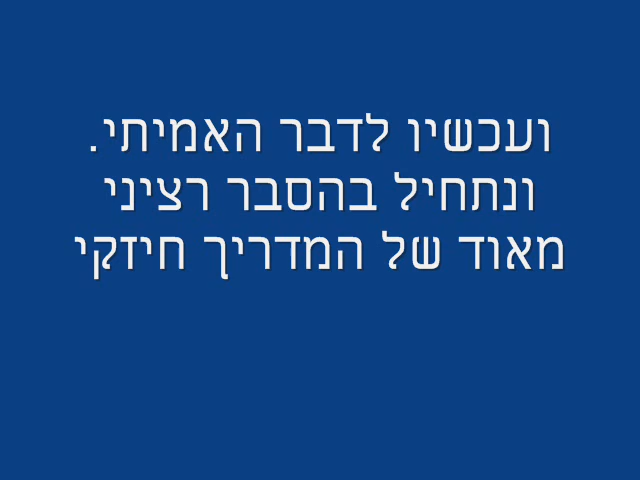 ועכשיו לדבר האמיתי.
ונתחיל בהסבר רציני
מאוד של המדריך חיזקי